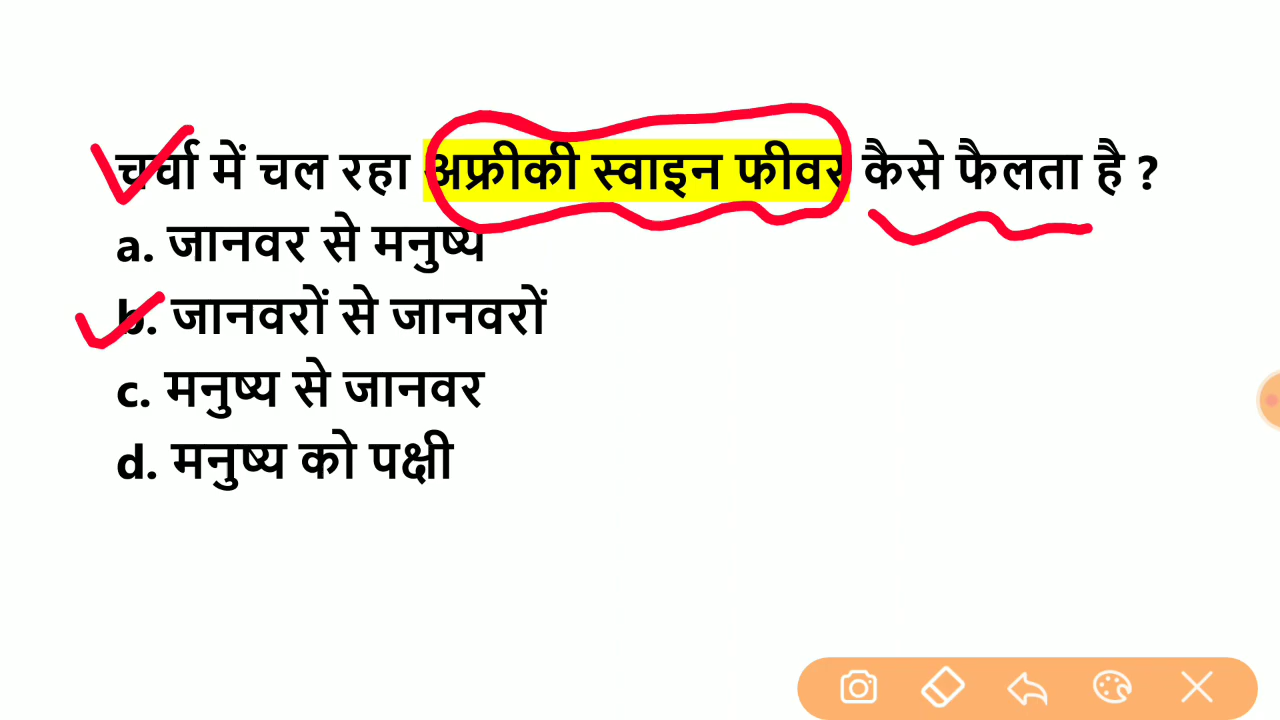 चर्चा में चल रहा अफ्रीकी स्वाइन फीवर कैसे फैलता है ?
a. जानवर से मनुष्य
b. जानवरों से जानवरों
c. मनुष्य से जानवर
d. मनुष्य को पक्षी